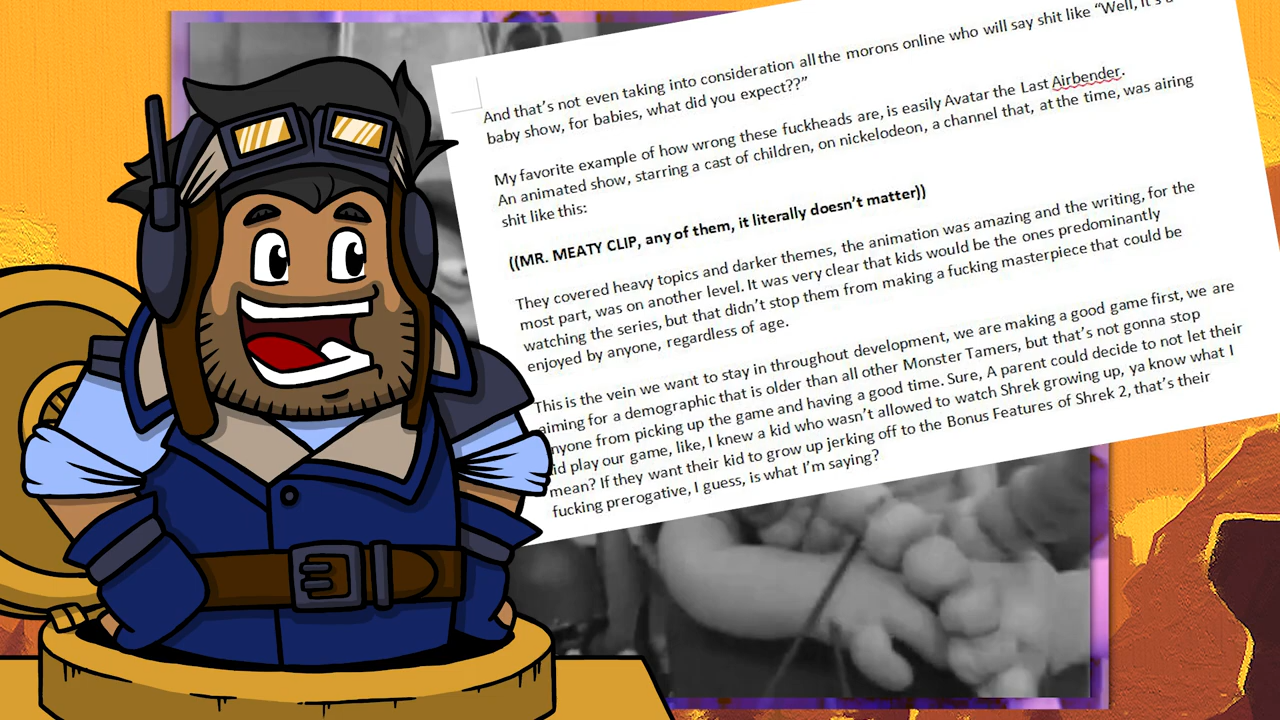 And that's not even taking into consideration all the morons online who will say shit like "Well, it's a
baby show, for babies, what did you expect??"
My favorite example of how wrong these fuckheads are, is easily Avatar the Last Airbender.
An animated show, starring a cast of children, on nickelodeon, a channel that, at the time, was airing
shit like this:
((MR. MEATY CLIP, any of them, it literally doesn't matter))
They covered heavy topics and darker themes, the animation was amazing and the writing, for the
most part, was on another level. It was very clear that kids would be the ones predominantly
watching the series, but that didn't stop them from making a fucking masterpiece that could be
enjoyed by anyone, regardless of age.
This is the vein we want to stay in throughout development, we are making a good game first, we are
aiming for a demographic that is older than all other Monster Tamers, but that's not gonna stop
nyone from picking up the game and having a good time. Sure, A parent could decide to not let their
id play our game, like, I knew a kid who wasn't allowed to watch Shrek growing up, ya know what I
mean? If they want their kid to grow up jerking off to the Bonus Features of Shrek 2, that's their
fucking prerogative, I guess, is what I'm saying?